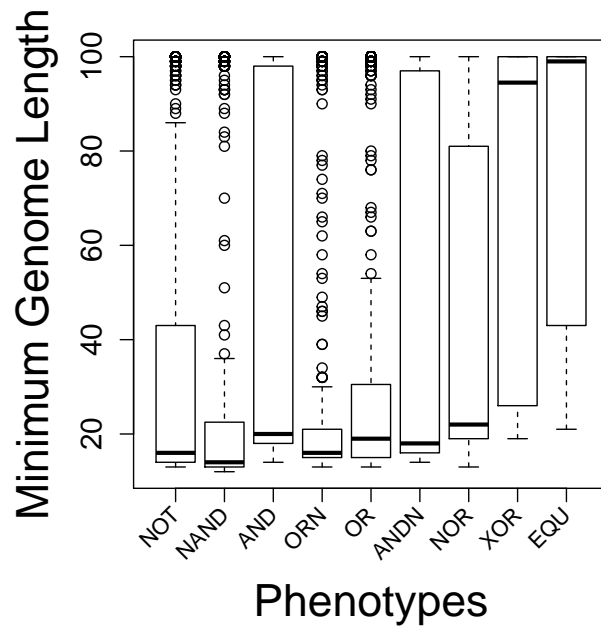 Minimum Genome Length
100
80
60
40
20
NOT
NAND
AND
ORN
OR
ANDN
NOR
XOR
EQU
Phenotypes